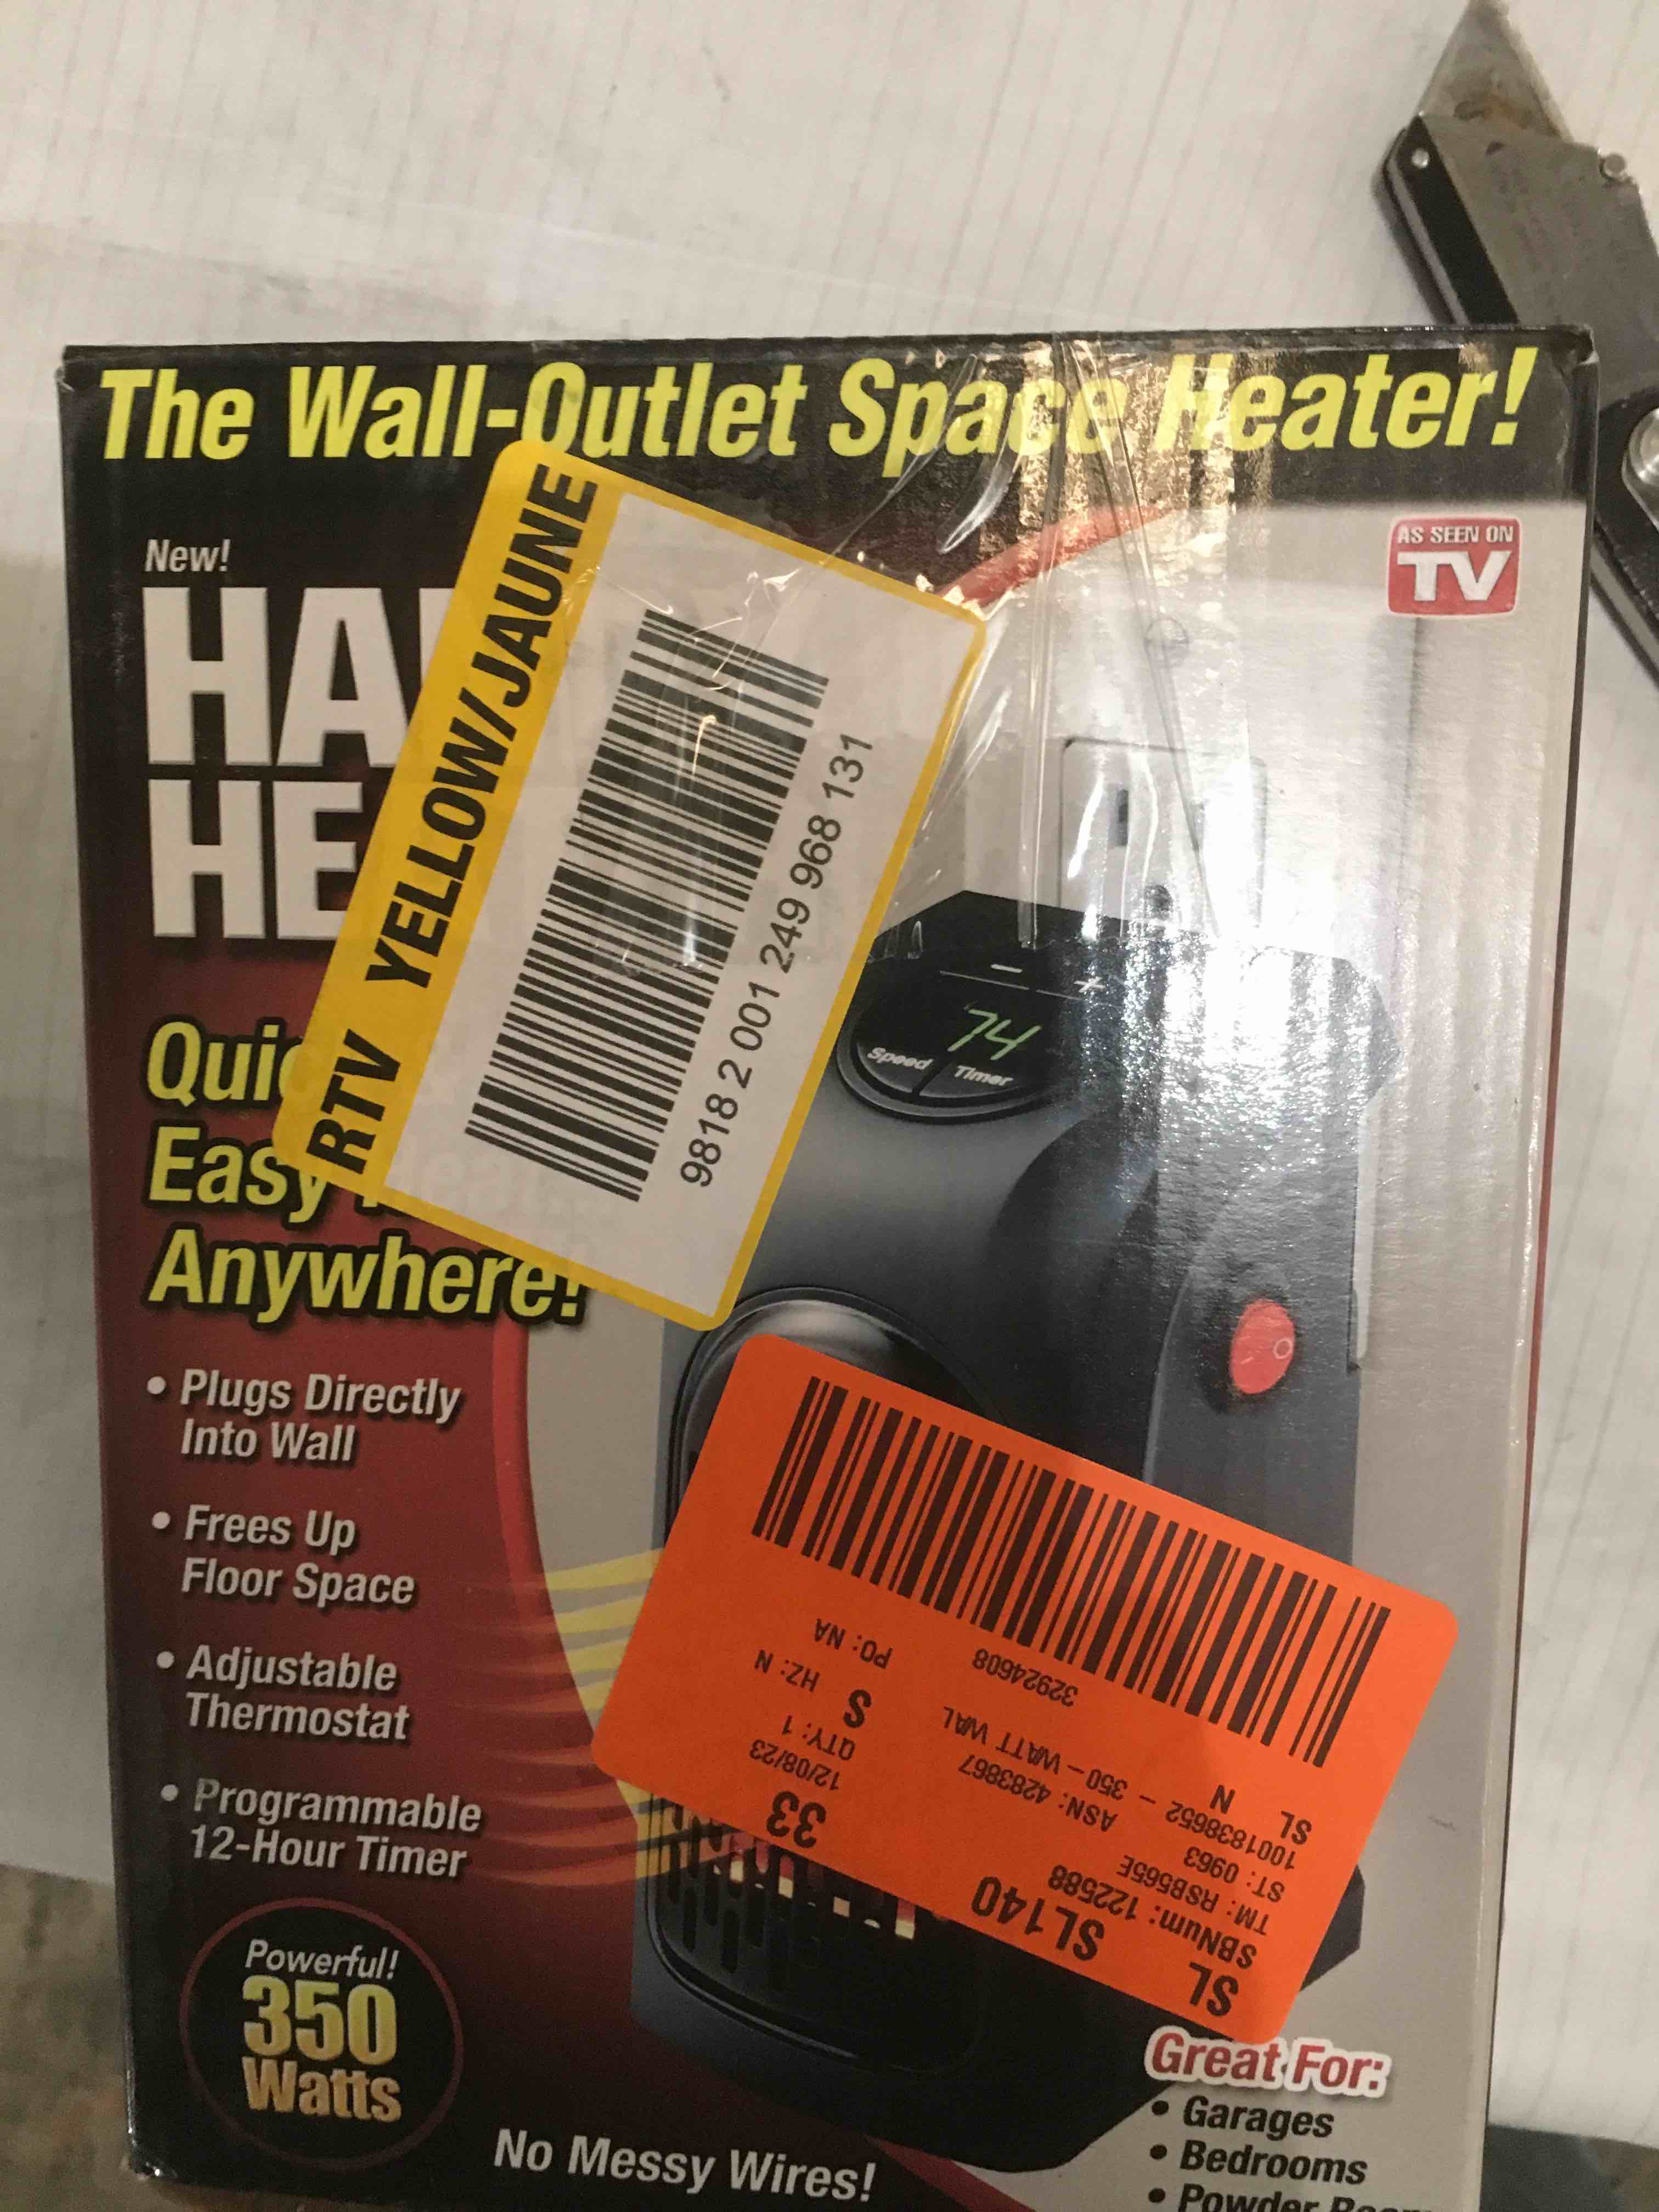 The Wall-Outlet Space Heater!
New!
AS SEEN ON
TV
HA
HE
RTV YELLOW/JAUNE
9818 2 001 249 968 131
Quic
Easy
Anywhere!
74
Speed
Timer
• Plugs Directly
Into Wall
• Frees Up
Floor Space
• Adjustable
Thermostat
• Programmable
12-Hour Timer
SL SL140 33
SBNum: 122588 12/08/23
TM: RSB565E QTY: 1
ST: 0963 ASN: 4283867 S HZ: N
1001838652 - 350 - WATT WAL PO: NA
SL N
32924608
Powerful!
350
Watts
No Messy Wires!
Great For:
• Garages
• Bedrooms
• Powder